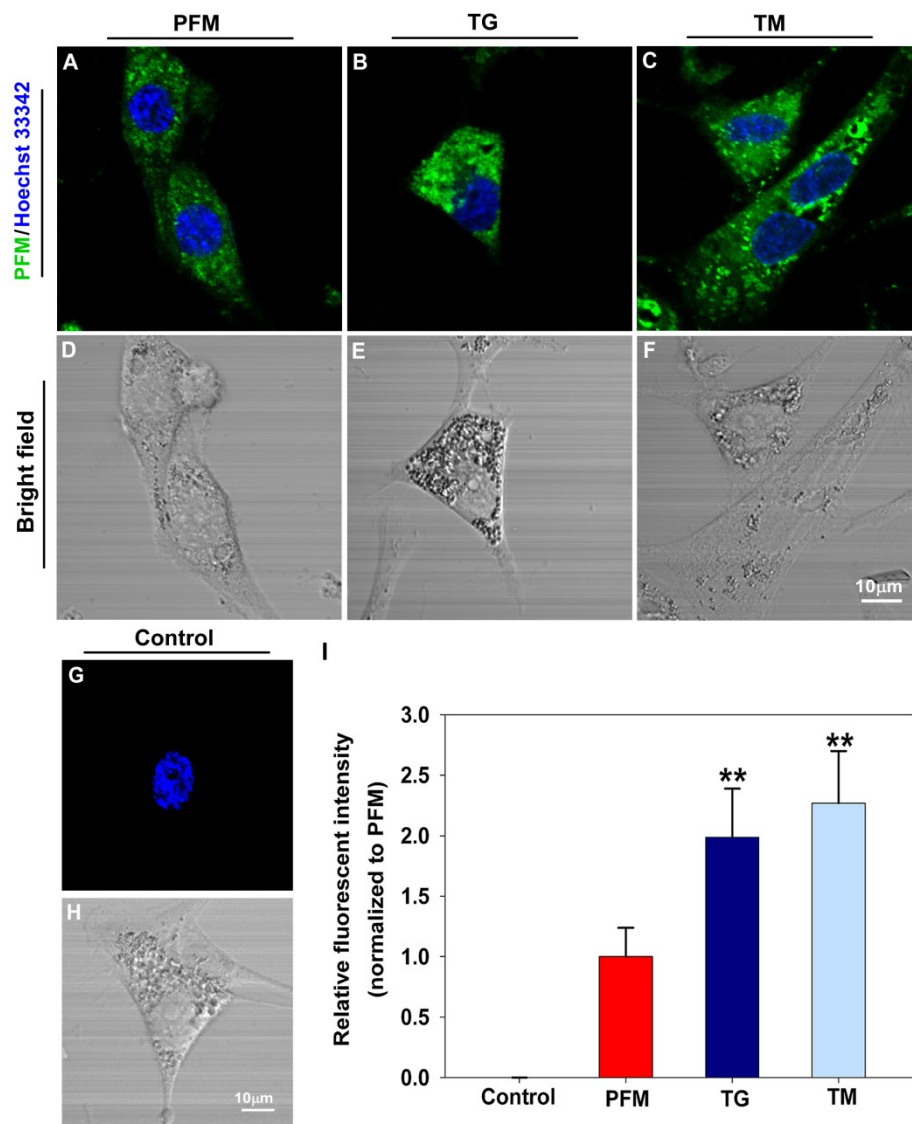 PFM
TG
TM
A
B
C
PFM/Hoechst 33342
D
E
F
Bright field
10μm
Control
G
H
10μm
I
Relative fluorescent intensity
(normalized to PFM)
3.0
2.5
2.0
1.5
1.0
0.5
0.0
**
**
Control PFM TG TM